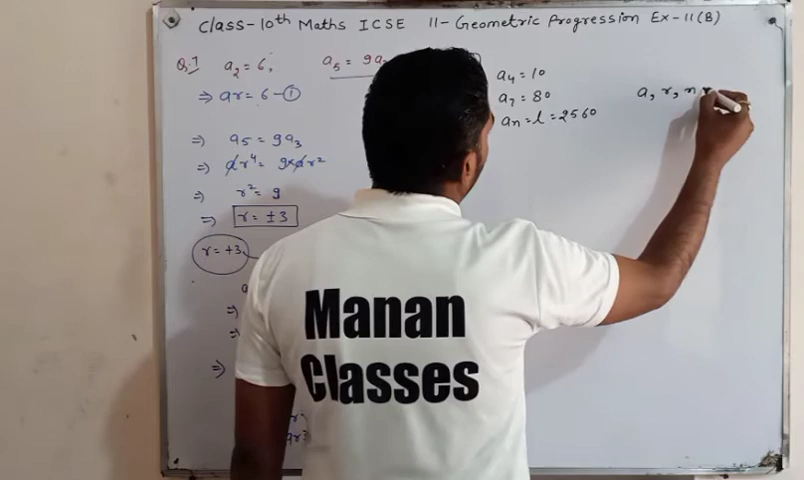 Class-10th Maths ICSE 11-Geometric Progression Ex-11(B)
Q.7 a₂ = 6, a₅ = 9a
⇒ ar = 6 - ①
⇒ a₅ = 9a₃
⇒ ar⁴ = 9×ar²
⇒ r² = 9
⇒ r = ±3
r = +3
a
⇒
⇒
a₄ = 10
a₇ = 80
aₙ = l = 2560
a, r, n
Manan
Classes